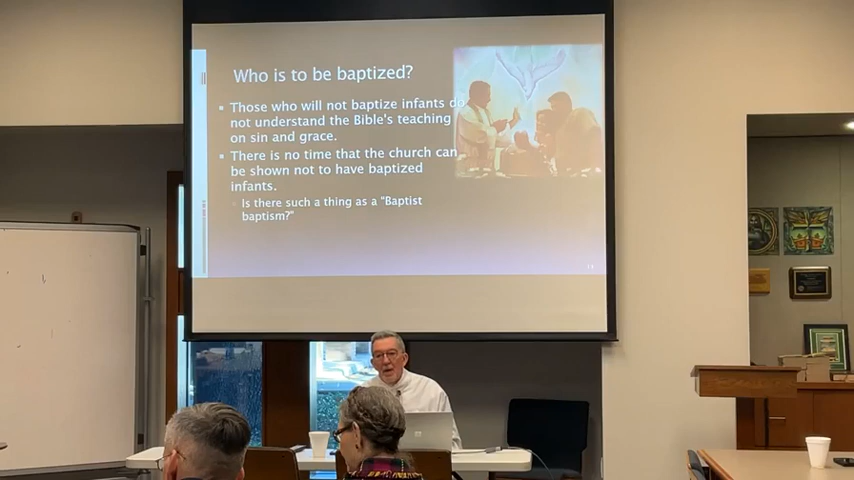 Who is to be baptized?
Those who will not baptize infants do
not understand the Bible's teaching
on sin and grace.
There is no time that the church can
be shown not to have baptized
infants.
Is there such a thing as a "Baptist
baptism?"